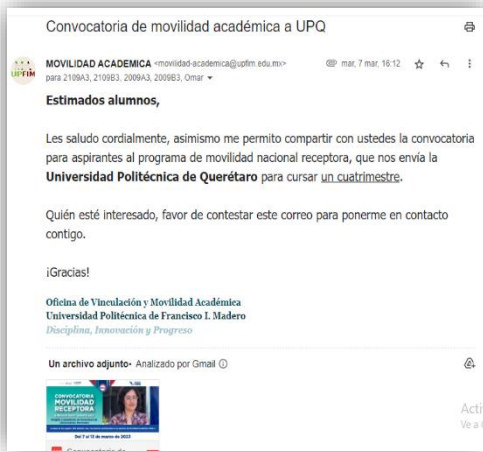 Convocatoria de movilidad académica a UPQ
UPFIM
MOVILIDAD ACADEMICA <movilidad-academica@upfim.edu.mx>
mar, 7 mar, 16:12
para 2109A3, 2109B3, 2009A3, 2009B3, Omar
Estimados alumnos,
Les saludo cordialmente, asimismo me permito compartir con ustedes la convocatoria
para aspirantes al programa de movilidad nacional receptora, que nos envía la
Universidad Politécnica de Querétaro para cursar un cuatrimestre.
Quién esté interesado, favor de contestar este correo para ponerme en contacto
contigo.
¡Gracias!
Oficina de Vinculación y Movilidad Académica
Universidad Politécnica de Francisco I. Madero
Disciplina, Innovación y Progreso
Un archivo adjunto• Analizado por Gmail
CONVOCATORIA
MOVILIDAD
RECEPTORA
Del 7 al 13 de marzo de 2023
Acti
Ve a